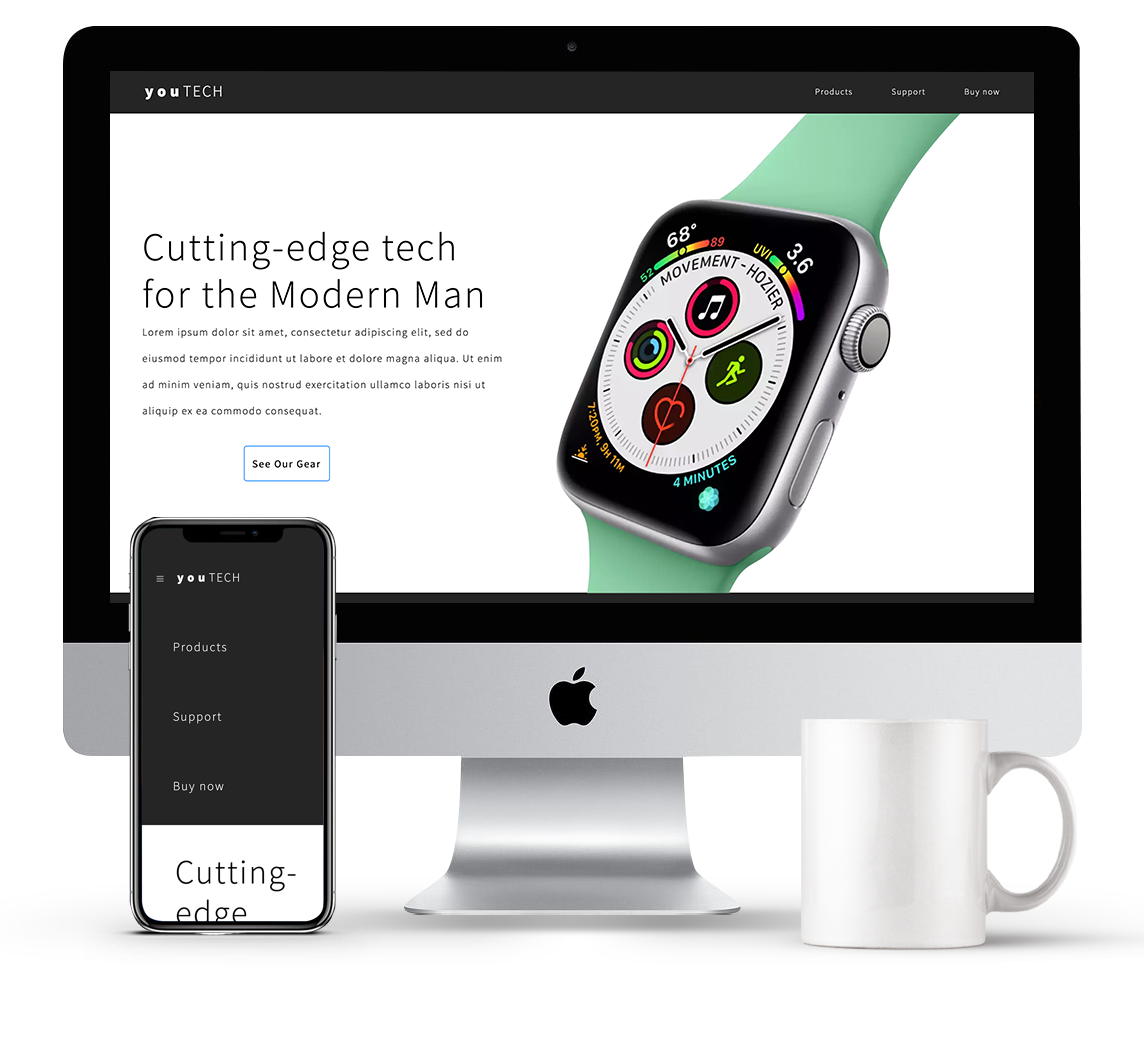 youTECH
Products
Support
Buy now
Cutting-edge tech
for the Modern Man
Lorem ipsum dolor sit amet, consectetur adipiscing elit, sed do
eiusmod tempor incididunt ut labore et dolore magna aliqua. Ut enim
ad minim veniam, quis nostrud exercitation ullamco laboris nisi ut
aliquip ex ea commodo consequat.
See Our Gear
68°
52
89
UVI
3.6
MOVEMENT - HOZIER
7:20PM, 9H 11M
4 MINUTES
youTECH
Products
Support
Buy now
Cutting-
edge